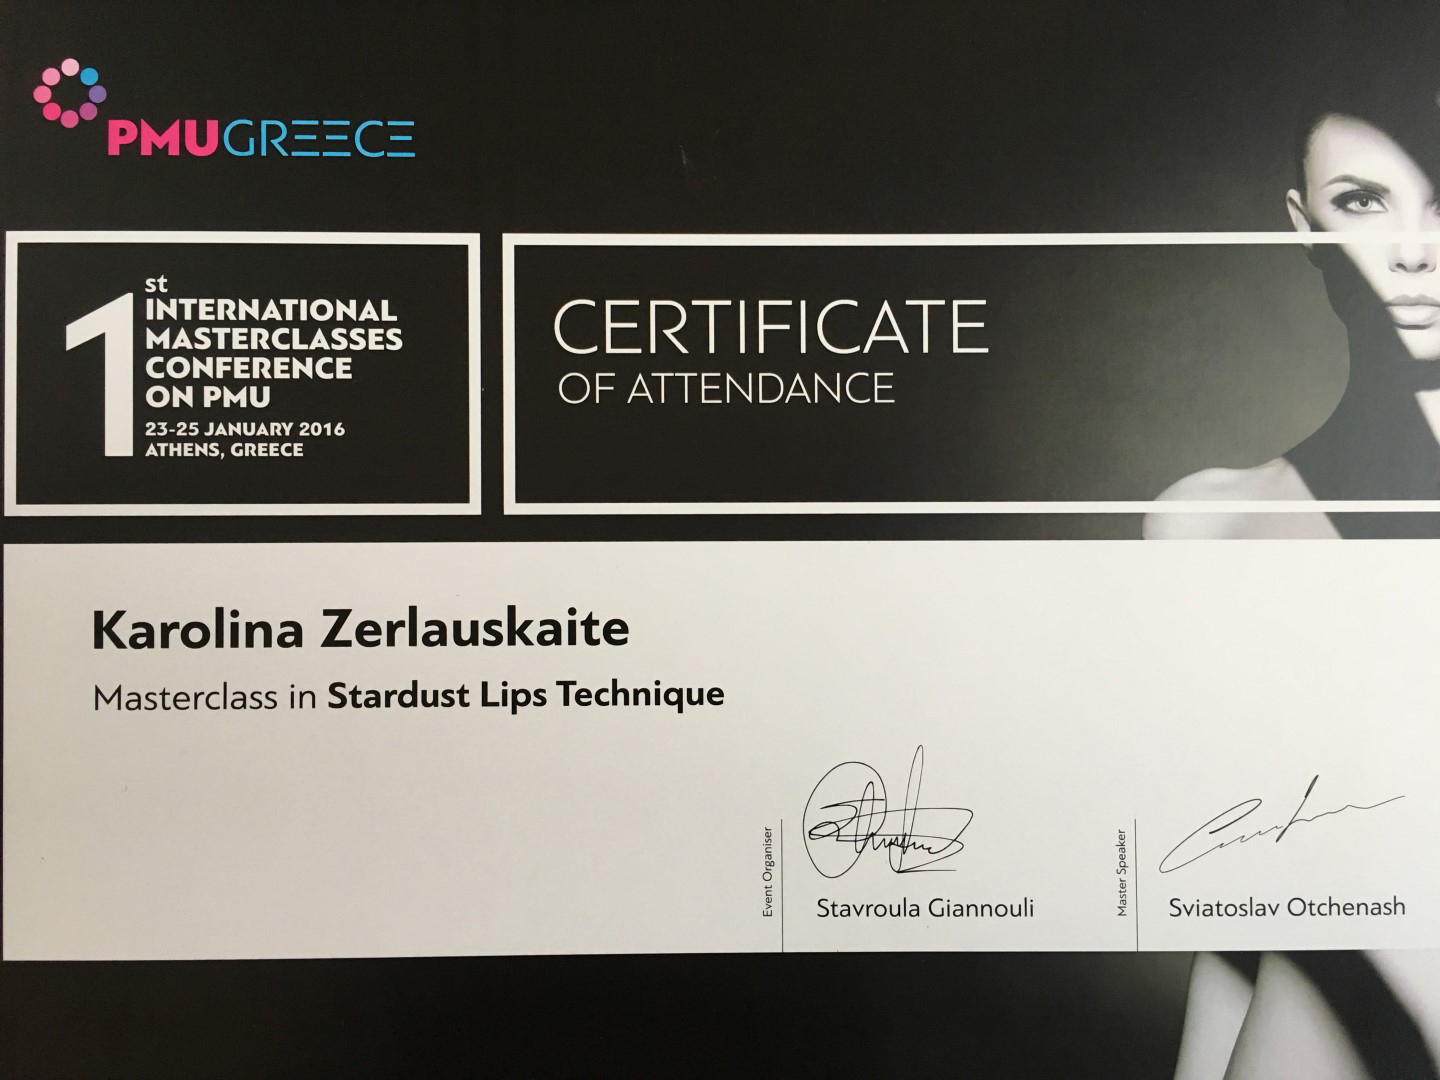 PMUGREECE
1st
INTERNATIONAL
MASTERCLASSES
CONFERENCE
ON PMU
23-25 JANUARY 2016
ATHENS, GREECE
CERTIFICATE
OF ATTENDANCE
Karolina Zerlauskaite
Masterclass in Stardust Lips Technique
Event Organiser
Stavroula Giannouli
Master Speaker
Sviatoslav Otchenash